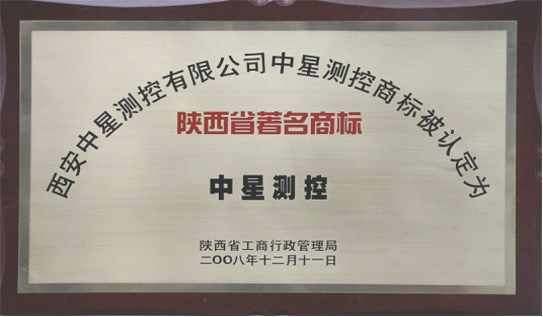 西安中星测控有限公司中星测控商标被认定为
陕西省著名商标
中星测控
陕西省工商行政管理局
二OO八年十二月十一日